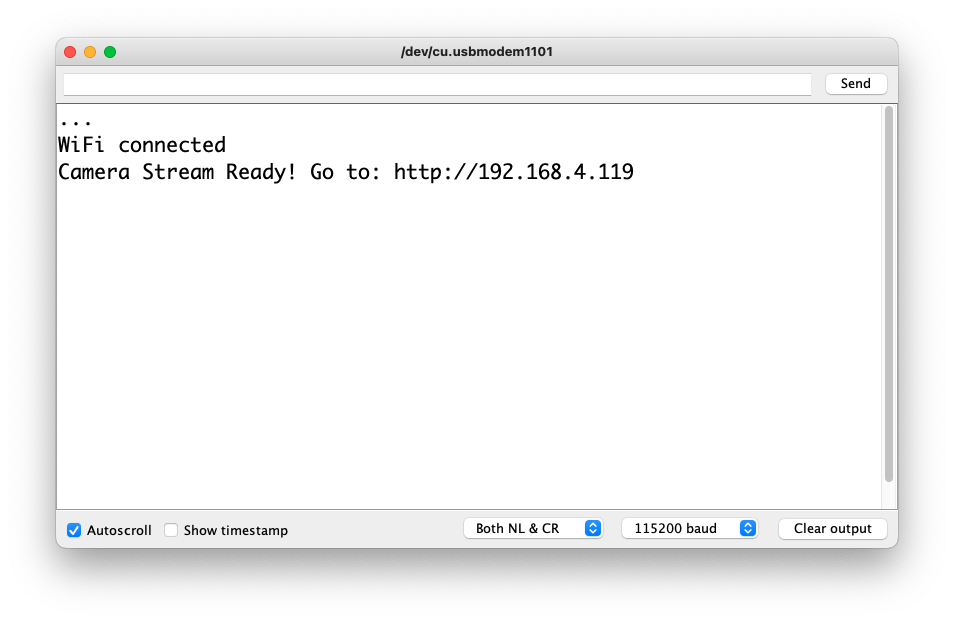 /dev/cu.usbmodem1101
Send
...
WiFi connected
Camera Stream Ready! Go to: http://192.168.4.119
Autoscroll Show timestamp Both NL & CR 115200 baud Clear output